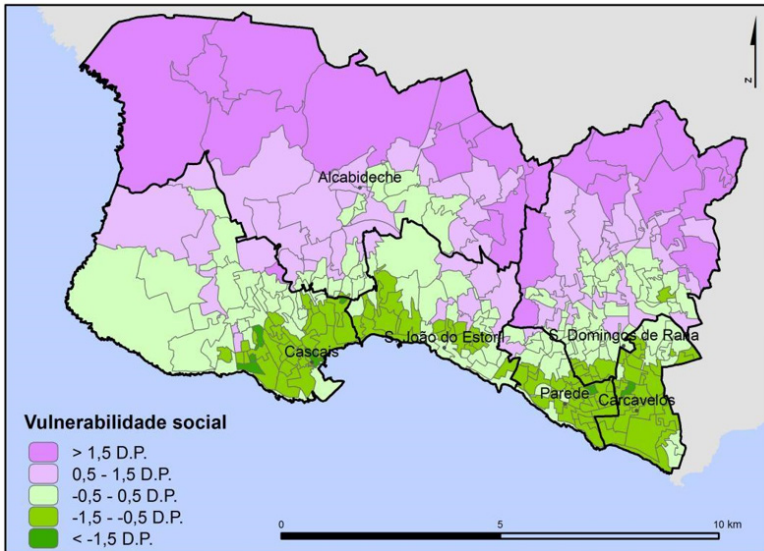 N
Alcabideche
S. João do Estoril
S. Domingos de Rana
Cascais
Parede
Carcavelos
Vulnerabilidade social
> 1,5 D.P.
0,5 - 1,5 D.P.
-0,5 - 0,5 D.P.
-1,5 - -0,5 D.P.
< -1,5 D.P.
0 5 10 km